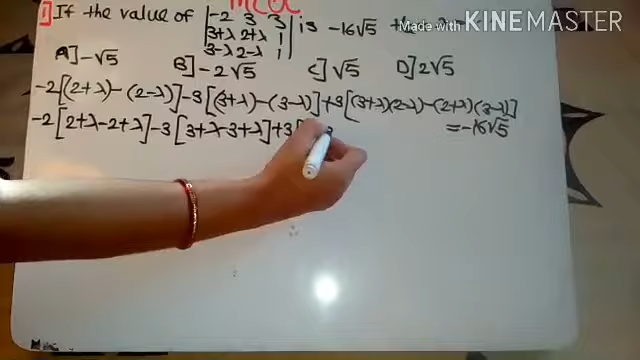 MCQ
1] If the value of | -2 3 3 | is -16√5
| 3+λ 2+λ 1 |
| 3-λ 2-λ 1 |
Made with KINEMASTER
A] -√5 B] -2√5 C] √5 D] 2√5
-2[(2+λ)-(2-λ)]-3[(3+λ)-(3-λ)]+3[(3+λ)(2-λ)-(2+λ)(3-λ)]
-2[2+λ-2+λ]-3[3+λ-3+λ]+3[ =-16√5